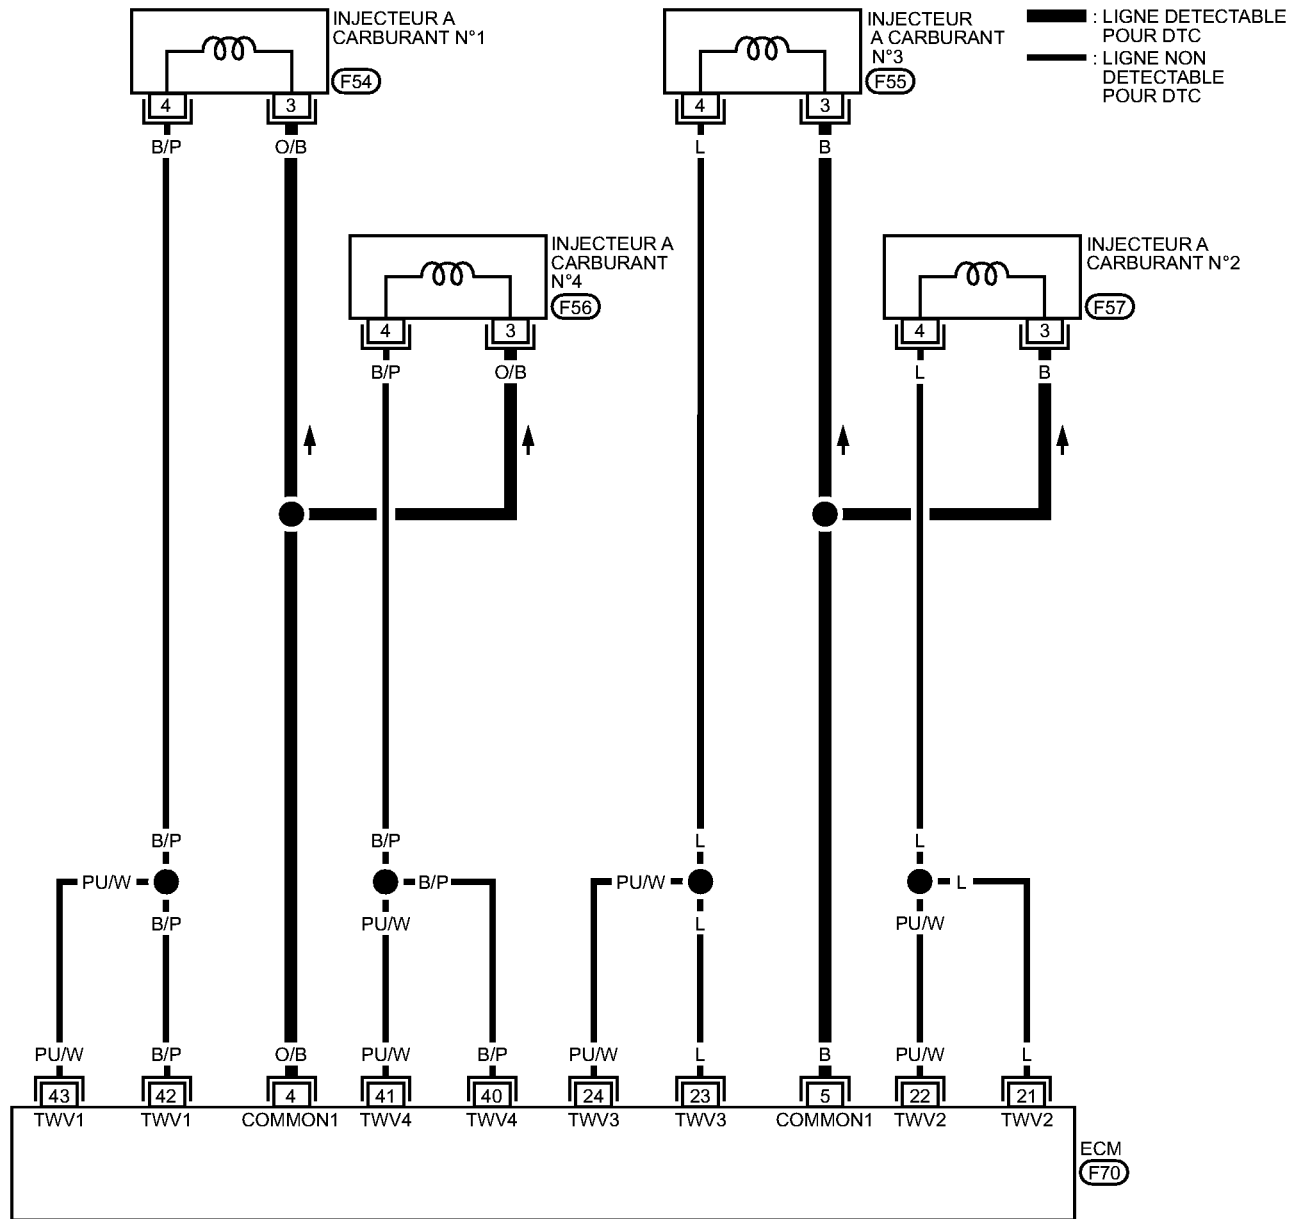 INJECTEUR A
CARBURANT N°1
F54
4
3
B/P
O/B
INJECTEUR
A CARBURANT
N°3
F55
4
3
L
B
: LIGNE DETECTABLE
POUR DTC
: LIGNE NON
DETECTABLE
POUR DTC
INJECTEUR A
CARBURANT
N°4
F56
4
3
B/P
O/B
INJECTEUR A
CARBURANT N°2
F57
4
3
L
B
B/P
B/P
L
L
PU/W
B/P
PU/W
L
B/P
PU/W
L
PU/W
PU/W
B/P
O/B
PU/W
B/P
PU/W
L
B
PU/W
L
43
42
4
41
40
24
23
5
22
21
TWV1
TWV1
COMMON1
TWV4
TWV4
TWV3
TWV3
COMMON1
TWV2
TWV2
ECM
F70